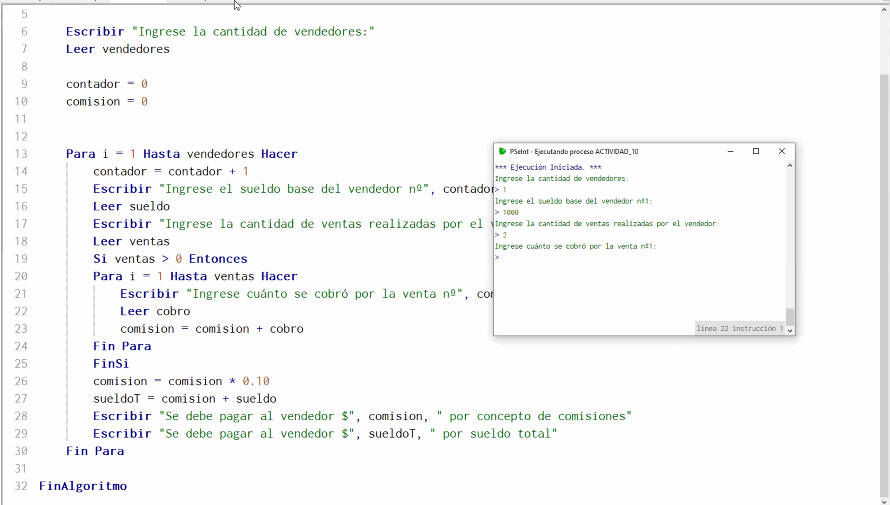 5
6 Escribir "Ingrese la cantidad de vendedores:"
7 Leer vendedores
8
9 contador = 0
10 comision = 0
11
12
13 Para i = 1 Hasta vendedores Hacer
14 contador = contador + 1
15 Escribir "Ingrese el sueldo base del vendedor nº", contador
16 Leer sueldo
17 Escribir "Ingrese la cantidad de ventas realizadas por el
18 Leer ventas
19 Si ventas > 0 Entonces
20 Para i = 1 Hasta ventas Hacer
21 Escribir "Ingrese cuánto se cobró por la venta nº", con
22 Leer cobro
23 comision = comision + cobro
24 Fin Para
25 FinSi
26 comision = comision * 0.10
27 sueldoT = comision + sueldo
28 Escribir "Se debe pagar al vendedor $", comision, " por concepto de comisiones"
29 Escribir "Se debe pagar al vendedor $", sueldoT, " por sueldo total"
30 Fin Para
31
32 FinAlgoritmo
PSeInt - Ejecutando proceso ACTIVIDAD_10
*** Ejecución Iniciada. ***
Ingrese la cantidad de vendedores:
> 1
Ingrese el sueldo base del vendedor nº1:
> 1000
Ingrese la cantidad de ventas realizadas por el vendedor:
> 2
Ingrese cuánto se cobró por la venta nº1:
>
línea 22 instrucción 1